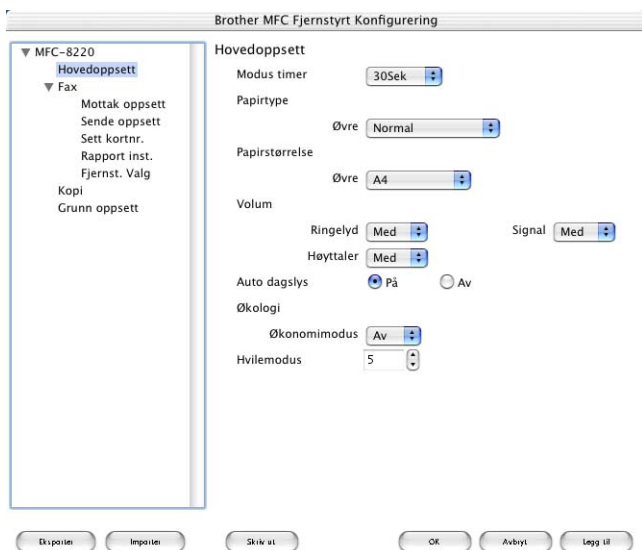 Brother MFC Fjernstyrt Konfigurering
MFC-8220
Hovedoppsett
Fax
Mottak oppsett
Sende oppsett
Sett kortnr.
Rapport inst.
Fjernst. Valg
Kopi
Grunn oppsett
Hovedoppsett
Modus timer 30Sek
Papirtype
Øvre Normal
Papirstørrelse
Øvre A4
Volum
Ringelyd Med Signal Med
Høyttaler Med
Auto dagslys På Av
Økologi
Økonomimodus Av
Hvilemodus 5
Eksporter Importer Skriv ut OK Avbryt Legg til